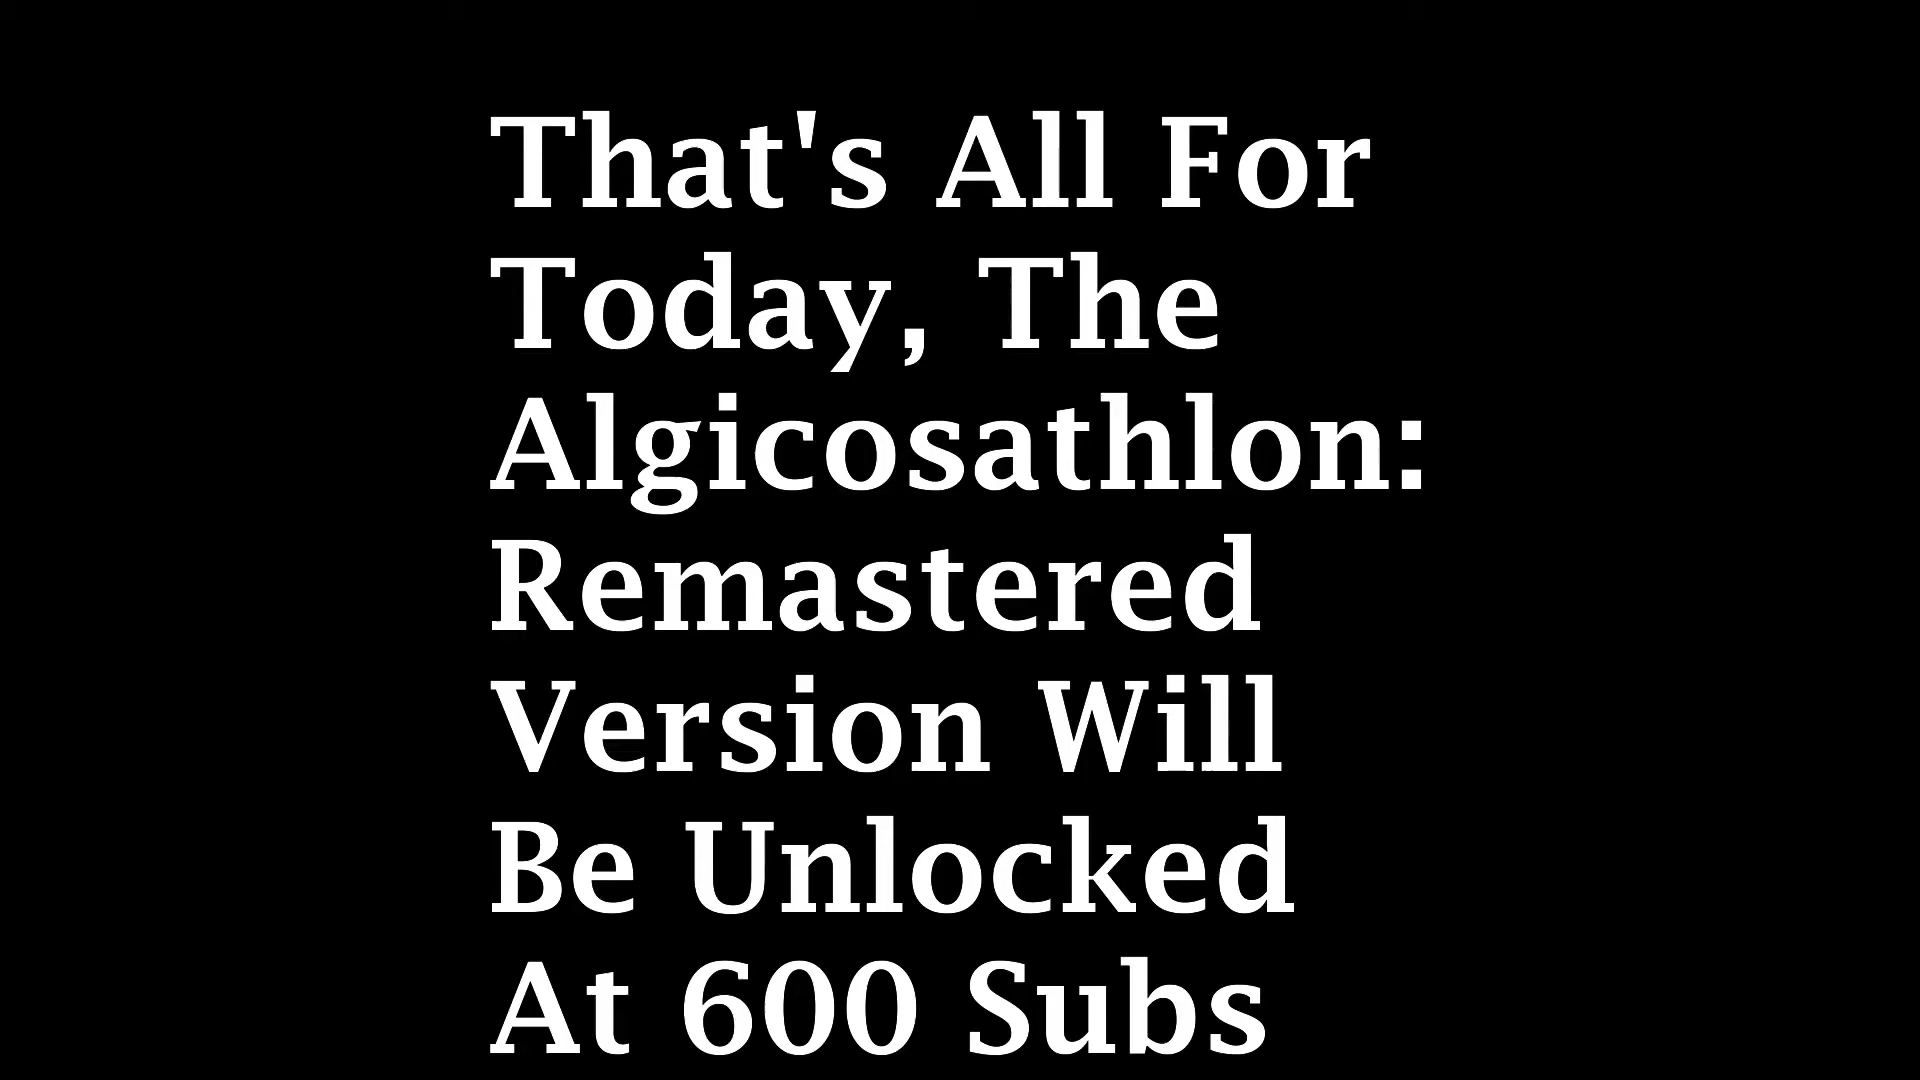 That's All For
Today, The
Algicosathlon:
Remastered
Version Will
Be Unlocked
At 600 Subs